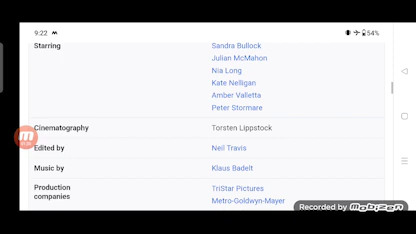 9:22 54%
Starring Sandra Bullock
Julian McMahon
Nia Long
Kate Nelligan
Amber Valletta
Peter Stormare
Cinematography Torsten Lippstock
Edited by Neil Travis
Music by Klaus Badelt
Production companies TriStar Pictures
Metro-Goldwyn-Mayer
Recorded by Mobizen